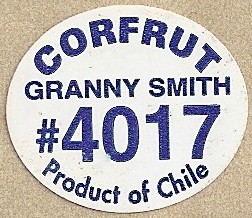 CORFRUT
GRANNY SMITH
#4017
Product of Chile